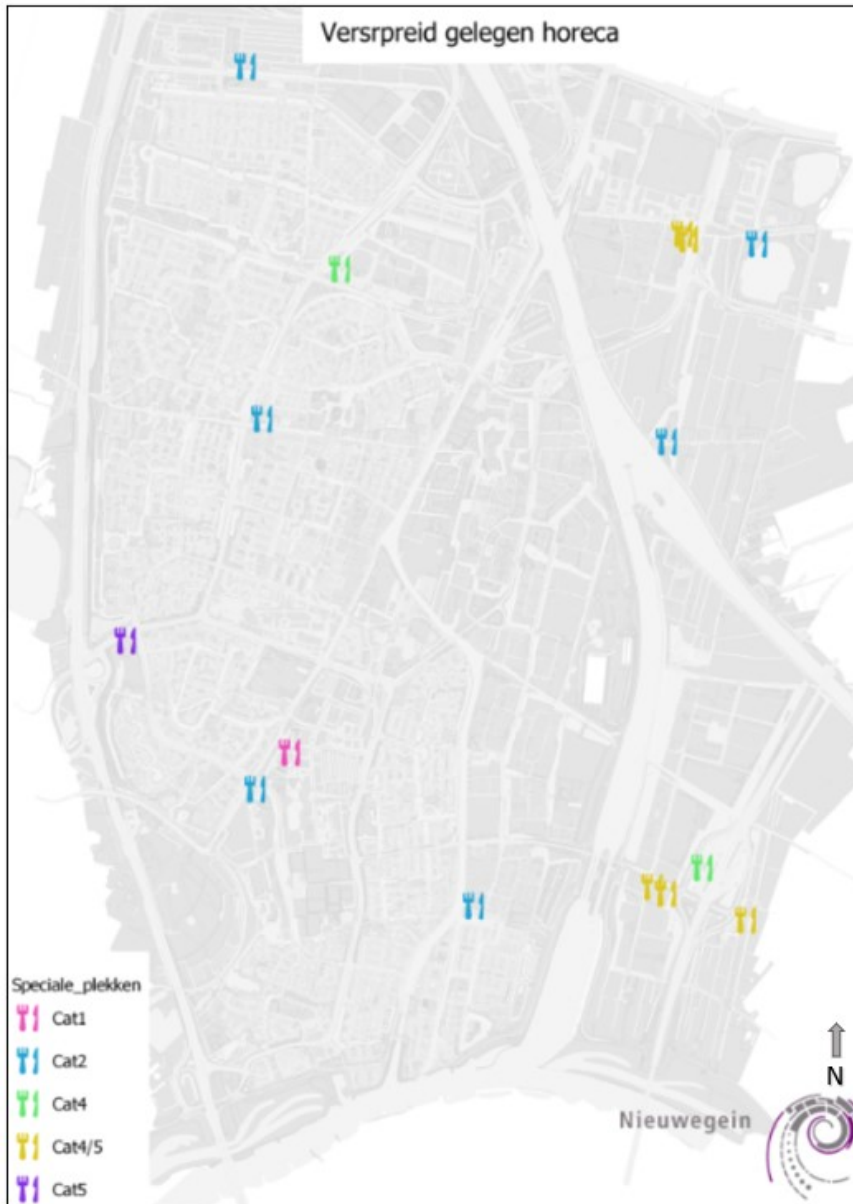 Versrpreid gelegen horeca
Speciale_plekken
Cat1
Cat2
Cat4
Cat4/5
Cat5
N
Nieuwegein